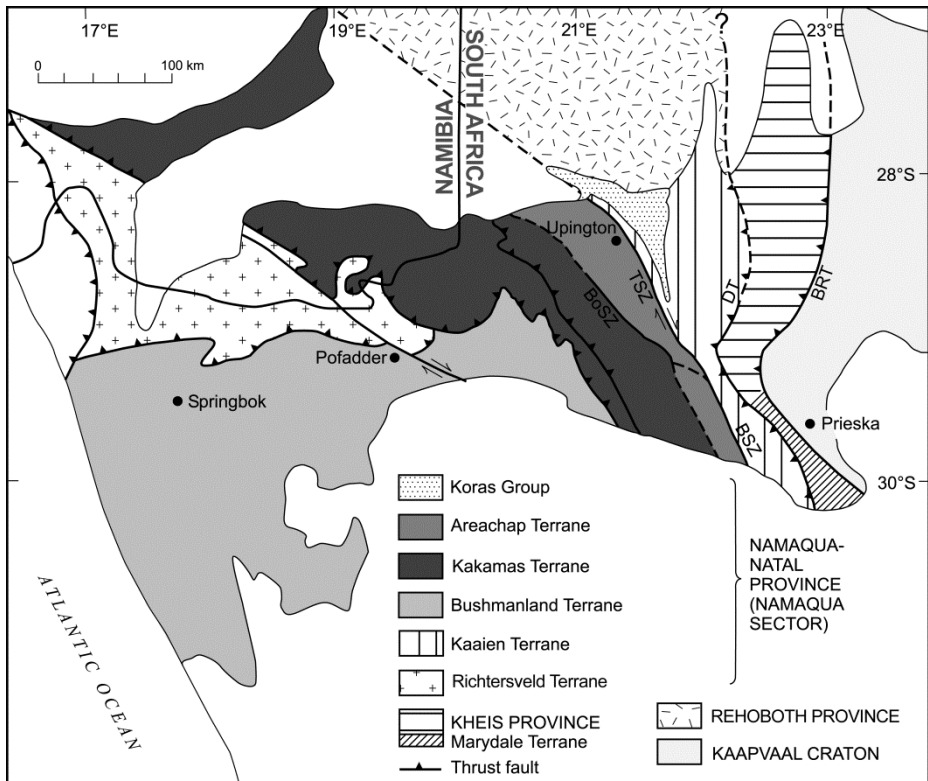 17°E
19°E
21°E
23°E
0
100 km
?
SOUTH AFRICA
NAMIBIA
28°S
Upington
TSZ
DT
BRT
BoSZ
Pofadder
Springbok
Prieska
BSZ
30°S
Koras Group
Areachap Terrane
Kakamas Terrane
Bushmanland Terrane
Kaaien Terrane
Richtersveld Terrane
KHEIS PROVINCE
Marydale Terrane
Thrust fault
NAMAQUA-
NATAL
PROVINCE
(NAMAQUA
SECTOR)
REHOBOTH PROVINCE
KAAPVAAL CRATON
ATLANTIC OCEAN